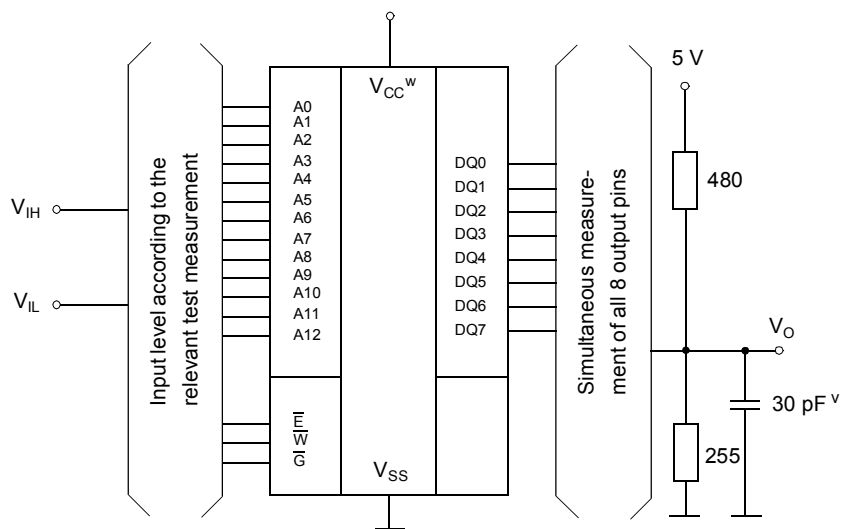 V_IH
V_IL
Input level according to the
relevant test measurement
V_CC^w
A0
A1
A2
A3
A4
A5
A6
A7
A8
A9
A10
A11
A12
E̅
W̅
G̅
V_SS
DQ0
DQ1
DQ2
DQ3
DQ4
DQ5
DQ6
DQ7
Simultaneous measure-
ment of all 8 output pins
5 V
480
V_O
30 pF^v
255